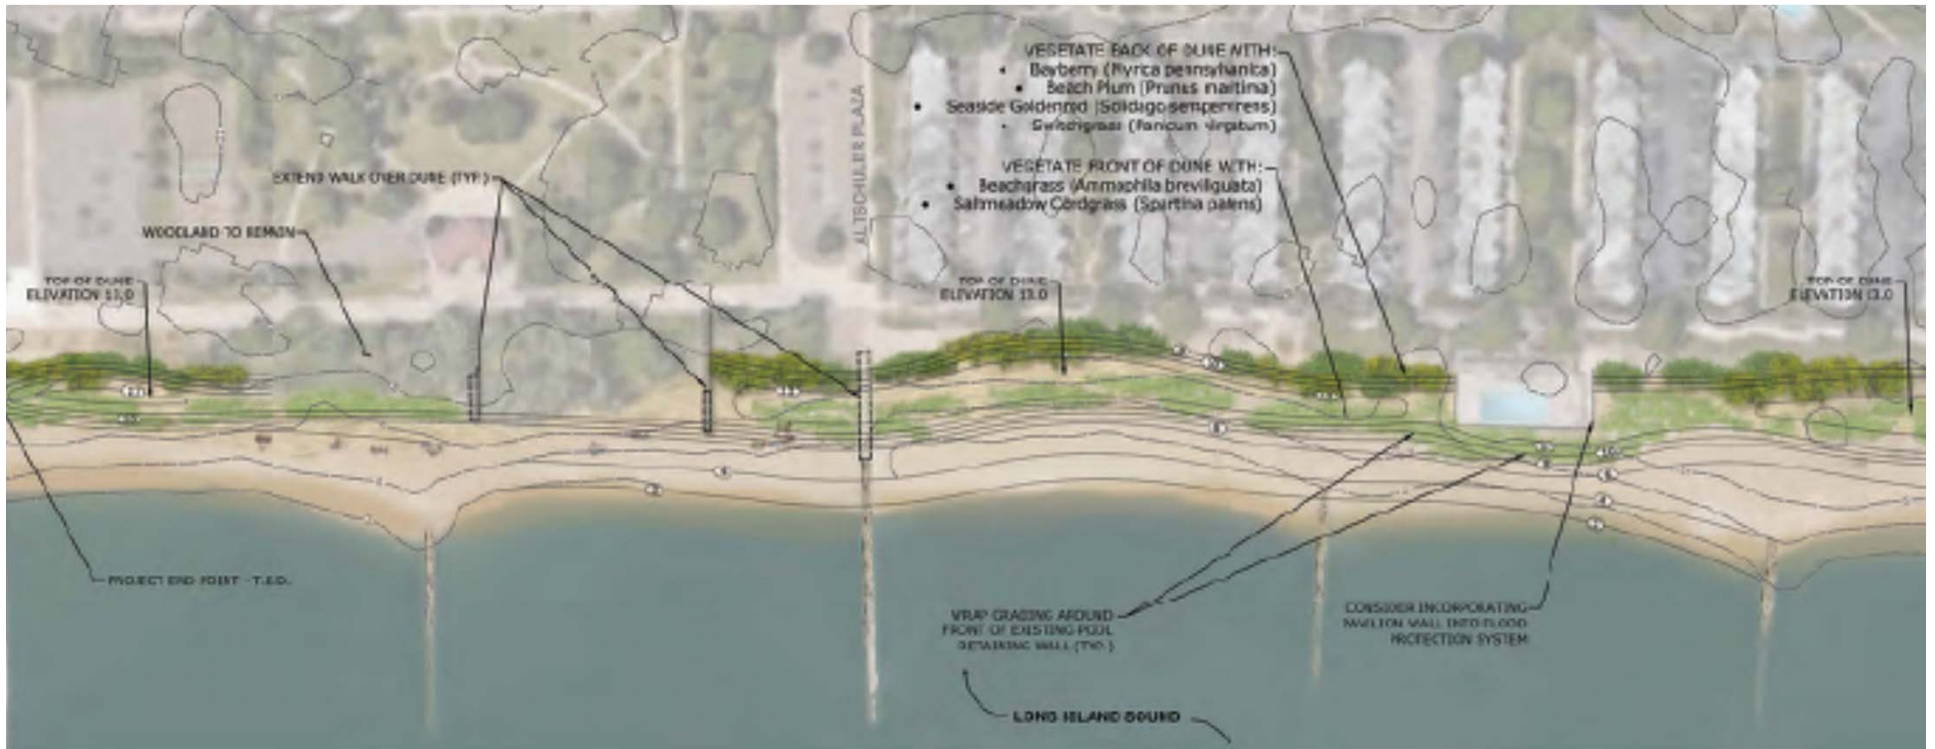 VEGETATE BACK OF DUNE WITH:
• Bayberry (Myrica pennsylvanica)
• Beach Plum (Prunus maritima)
• Seaside Goldenrod (Solidago sempervirens)
• Switchgrass (Panicum virgatum)
VEGETATE FRONT OF DUNE WITH:
• Beachgrass (Ammophila breviligulata)
• Saltmeadow Cordgrass (Spartina patens)
ALTSCHULER PLAZA
EXTEND WALK OVER DUNE (TYP.)
WOODLAND TO REMAIN
TOP OF DUNE
ELEVATION 13.0
TOP OF DUNE
ELEVATION 13.0
TOP OF DUNE
ELEVATION 13.0
PROJECT END POINT - T.B.D.
WRAP GRADING AROUND
FRONT OF EXISTING POOL
RETAINING WALL (TYP.)
CONSIDER INCORPORATING
PAVILION WALL INTO FLOOD
PROTECTION SYSTEM
LONG ISLAND SOUND